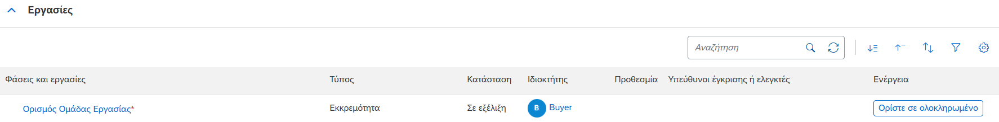 Εργασίες
Αναζήτηση
Φάσεις και εργασίες Τύπος Κατάσταση Ιδιοκτήτης Προθεσμία Υπεύθυνοι έγκρισης ή ελεγκτές Ενέργεια
Ορισμός Ομάδας Εργασίας* Εκκρεμότητα Σε εξέλιξη B Buyer Ορίστε σε ολοκληρωμένο